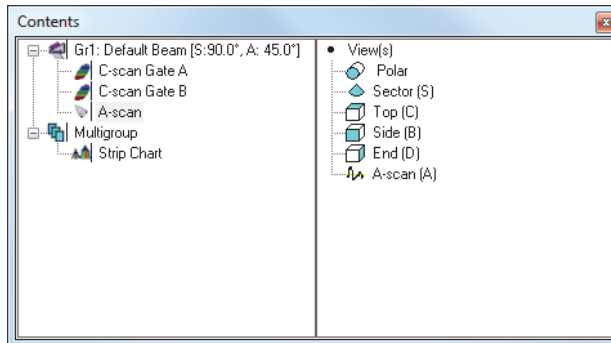 Contents
Gr1: Default Beam [S:90.0°, A: 45.0°]
C-scan Gate A
C-scan Gate B
A-scan
Multigroup
Strip Chart
View(s)
Polar
Sector (S)
Top (C)
Side (B)
End (D)
A-scan (A)